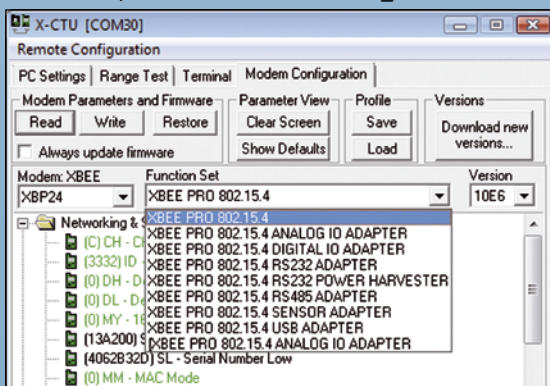 X-CTU [COM30]
Remote Configuration
PC Settings Range Test Terminal Modem Configuration
Modem Parameters and Firmware Parameter View Profile Versions
Read Write Restore Clear Screen Save Download new versions...
Always update firmware Show Defaults Load
Modem: XBEE Function Set Version
XBP24 XBEE PRO 802.15.4 10E6
Networking &
XBEE PRO 802.15.4
(C) CH - XBEE PRO 802.15.4 ANALOG IO ADAPTER
(3332) ID - XBEE PRO 802.15.4 DIGITAL IO ADAPTER
XBEE PRO 802.15.4 RS232 ADAPTER
(0) DH - XBEE PRO 802.15.4 RS232 POWER HARVESTER
(0) DL - XBEE PRO 802.15.4 RS485 ADAPTER
(0) MY - 16 XBEE PRO 802.15.4 SENSOR ADAPTER
XBEE PRO 802.15.4 USB ADAPTER
(13A200) XBEE PRO 802.15.4 ANALOG IO ADAPTER
(4062B32D) SL - Serial Number Low
(0) MM - MAC Mode